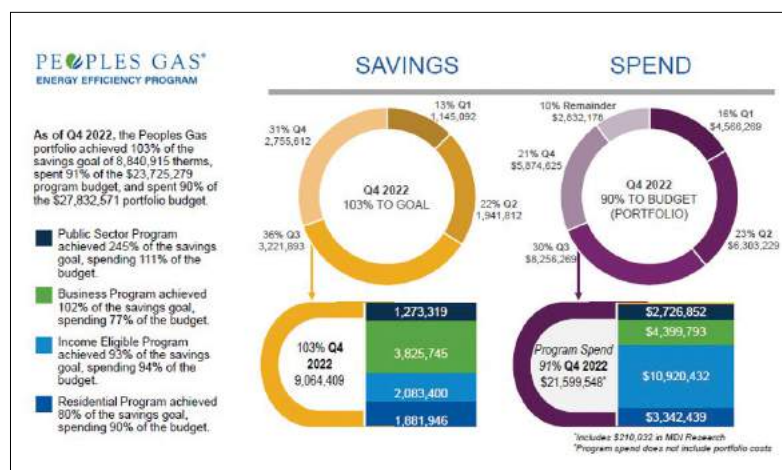 PEOPLES GAS*
ENERGY EFFICIENCY PROGRAM
As of Q4 2022, the Peoples Gas
portfolio achieved 103% of the
savings goal of 8,840,915 therms,
spent 91% of the $23,725,279
program budget, and spent 90% of
the $27,832,571 portfolio budget.
Public Sector Program
achieved 245% of the savings
goal, spending 111% of the
budget.
Business Program achieved
102% of the savings goal,
spending 77% of the budget.
Income Eligible Program
achieved 93% of the savings
goal, spending 94% of the
budget.
Residential Program achieved
80% of the savings goal,
spending 90% of the budget.
SAVINGS
13% Q1
1,145,092
22% Q2
1,941,812
36% Q3
3,221,893
31% Q4
2,755,612
Q4 2022
103% TO GOAL
103% Q4
2022
9,064,409
1,273,319
3,825,745
2,083,400
1,881,946
SPEND
10% Remainder
$2,832,178
16% Q1
$4,566,269
23% Q2
$6,303,229
30% Q3
$8,256,269
21% Q4
$5,874,625
Q4 2022
90% TO BUDGET
(PORTFOLIO)
Program Spend
91% Q4 2022
$21,599,548*
$2,726,852
$4,399,793
$10,920,432
$3,342,439
*Includes $210,032 in MDI Research
*Program spend does not include portfolio costs